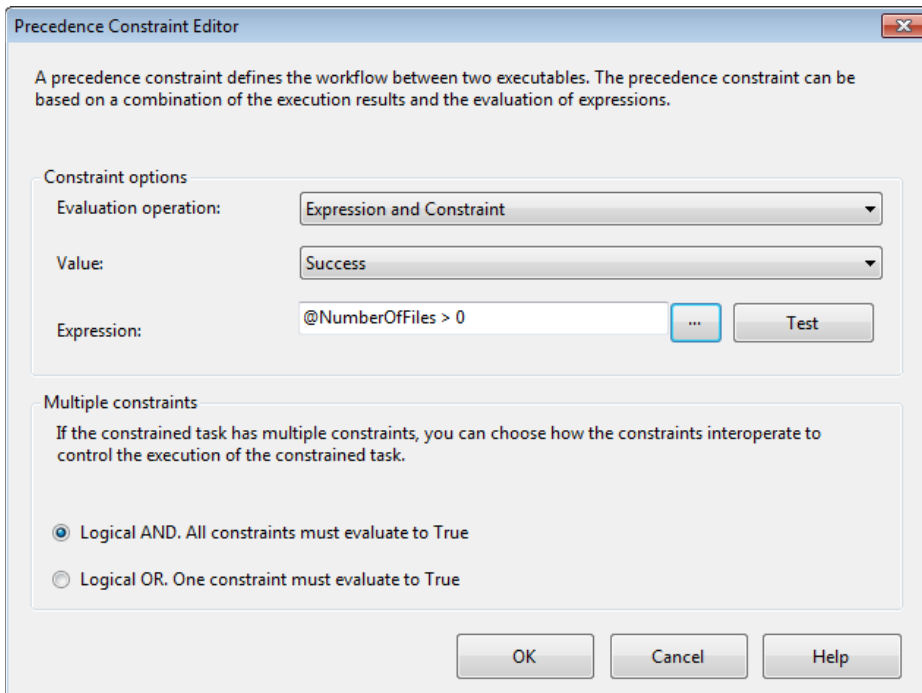 Precedence Constraint Editor
A precedence constraint defines the workflow between two executables. The precedence constraint can be
based on a combination of the execution results and the evaluation of expressions.
Constraint options
Evaluation operation:
Expression and Constraint
Value:
Success
Expression:
@NumberOfFiles > 0
...
Test
Multiple constraints
If the constrained task has multiple constraints, you can choose how the constraints interoperate to
control the execution of the constrained task.
Logical AND. All constraints must evaluate to True
Logical OR. One constraint must evaluate to True
OK
Cancel
Help